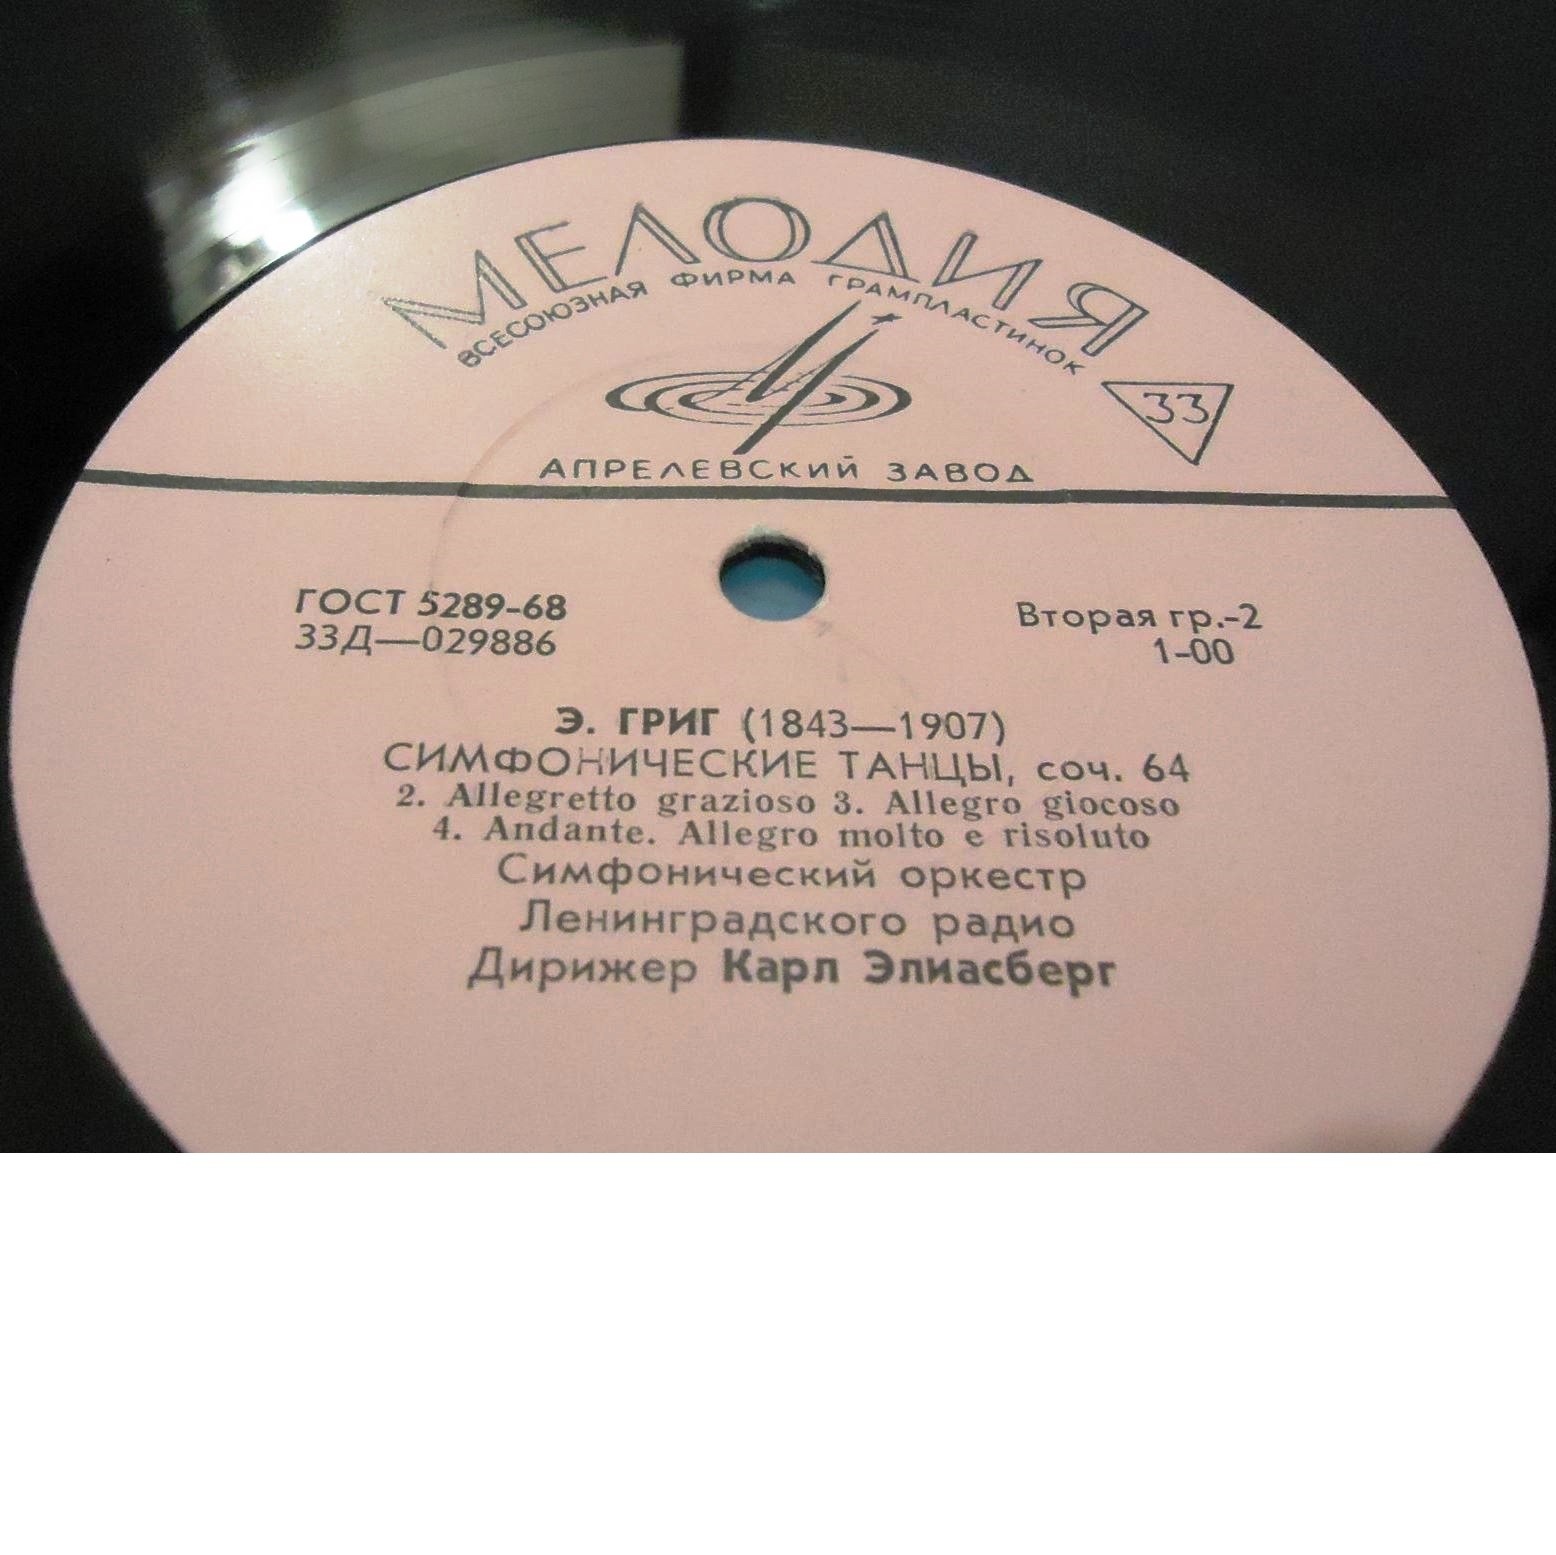 МЕЛОДИЯ
ВСЕСОЮЗНАЯ ФИРМА ГРАМПЛАСТИНОК
33
АПРЕЛЕВСКИЙ ЗАВОД
ГОСТ 5289-68
33Д—029886
Вторая гр.-2
1-00
Э. ГРИГ (1843—1907)
СИМФОНИЧЕСКИЕ ТАНЦЫ, соч. 64
2. Allegretto grazioso 3. Allegro giocoso
4. Andante. Allegro molto e risoluto
Симфонический оркестр
Ленинградского радио
Дирижер Карл Элиасберг